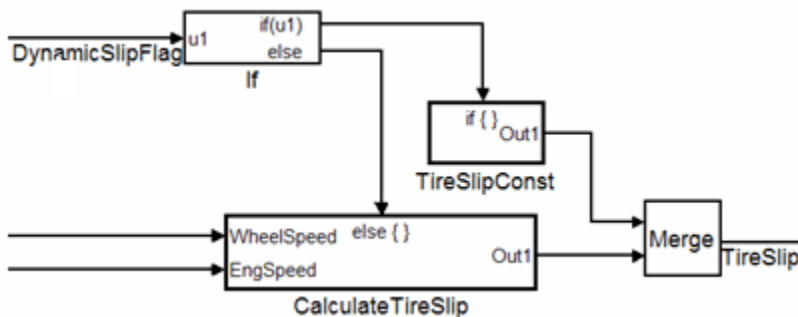 if(u1)
u1
else
DynamicSlipFlag
If
if { }
Out1
TireSlipConst
WheelSpeed
else { }
Merge
Out1
TireSlip
EngSpeed
CalculateTireSlip